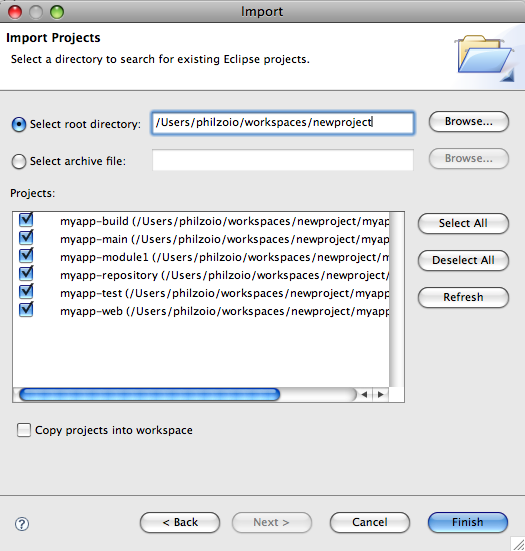 Import
Import Projects
Select a directory to search for existing Eclipse projects.
Select root directory: /Users/philzoio/workspaces/newproject Browse...
Select archive file: Browse...
Projects:
myapp-build (/Users/philzoio/workspaces/newproject/myap
myapp-main (/Users/philzoio/workspaces/newproject/myap
myapp-module1 (/Users/philzoio/workspaces/newproject/m
myapp-repository (/Users/philzoio/workspaces/newproject/
myapp-test (/Users/philzoio/workspaces/newproject/myapp
myapp-web (/Users/philzoio/workspaces/newproject/myapp
Select All
Deselect All
Refresh
Copy projects into workspace
? < Back Next > Cancel Finish